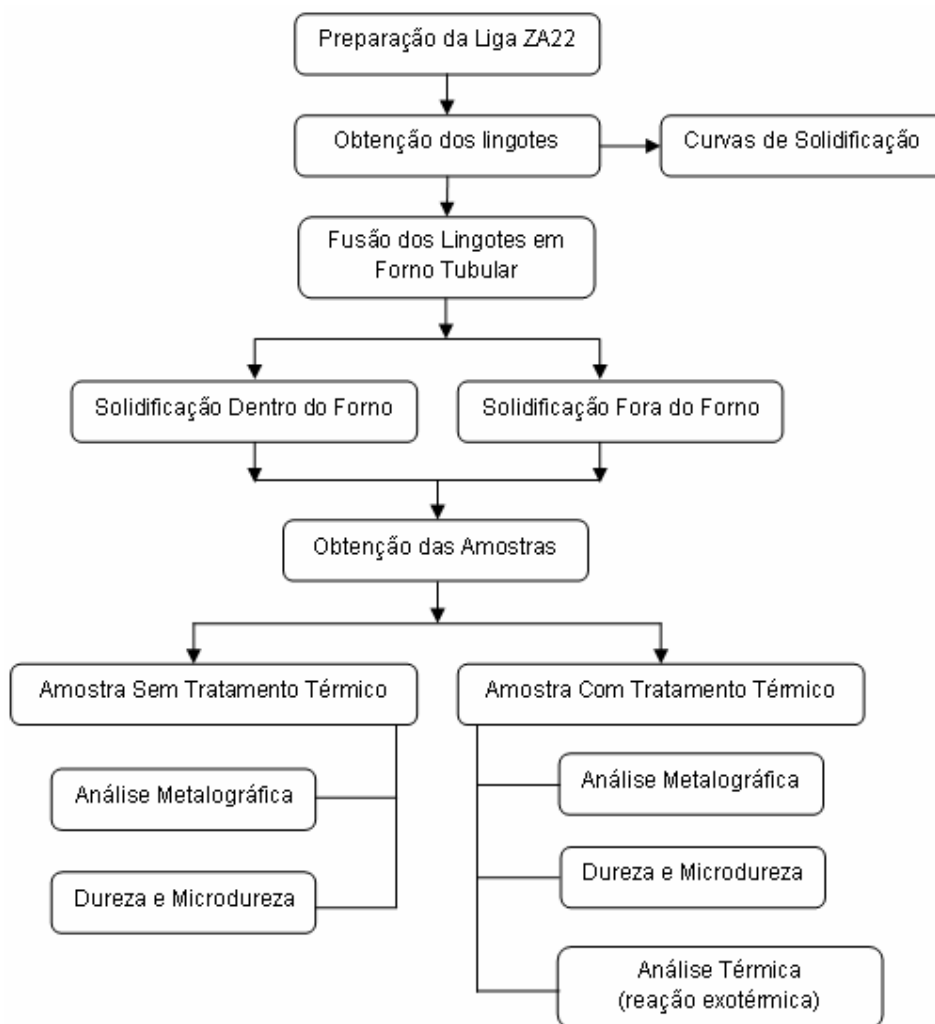 Preparação da Liga ZA22
Obtenção dos lingotes
Curvas de Solidificação
Fusão dos Lingotes em
Forno Tubular
Solidificação Dentro do Forno
Solidificação Fora do Forno
Obtenção das Amostras
Amostra Sem Tratamento Térmico
Amostra Com Tratamento Térmico
Análise Metalográfica
Dureza e Microdureza
Análise Metalográfica
Dureza e Microdureza
Análise Térmica
(reação exotérmica)